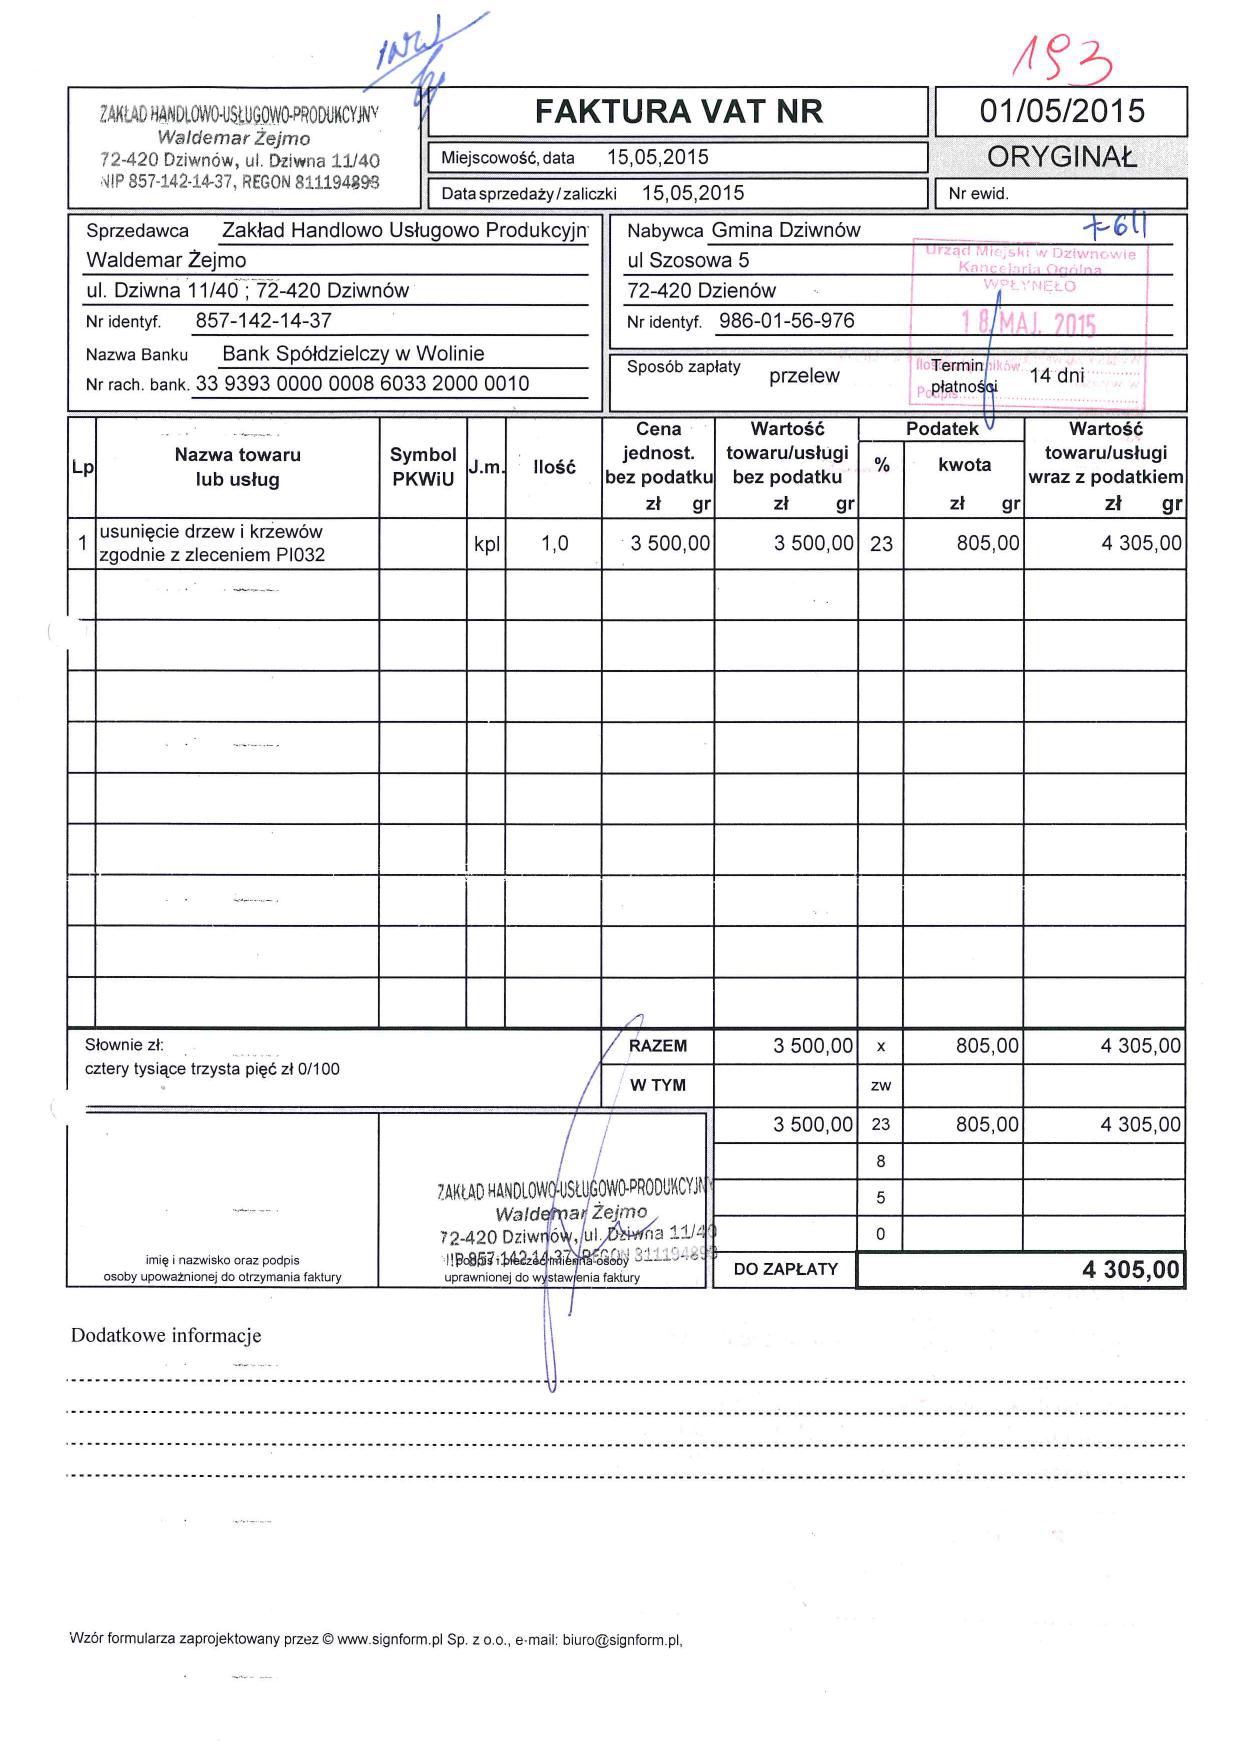 193
ZAKŁAD HANDLOWO-USŁUGOWO-PRODUKCYJNY
Waldemar Żejmo
72-420 Dziwnów, ul. Dziwna 11/40
NIP 857-142-14-37, REGON 811194893
FAKTURA VAT NR
01/05/2015
Miejscowość, data 15,05,2015
ORYGINAŁ
Data sprzedaży/zaliczki 15,05,2015
Nr ewid.
Sprzedawca Zakład Handlowo Usługowo Produkcyjn
Waldemar Żejmo
ul. Dziwna 11/40 ; 72-420 Dziwnów
Nr identyf. 857-142-14-37
Nazwa Banku Bank Spółdzielczy w Wolinie
Nr rach. bank. 33 9393 0000 0008 6033 2000 0010
Nabywca Gmina Dziwnów
ul Szosowa 5
72-420 Dzienów
Nr identyf. 986-01-56-976
Urząd Miejski w Dziwnowie
Kancelaria Ogólna
WPŁYNĘŁO
18 MAJ. 2015
Sposób zapłaty przelew
Termin płatności 14 dni
Lp
Nazwa towaru lub usług
Symbol PKWiU
J.m.
Ilość
Cena jednost. bez podatku zł gr
Wartość towaru/usługi bez podatku zł gr
Podatek
%
kwota zł gr
Wartość towaru/usługi wraz z podatkiem zł gr
1 usunięcie drzew i krzewów zgodnie z zleceniem PI032 kpl 1,0 3 500,00 3 500,00 23 805,00 4 305,00
Słownie zł:
cztery tysiące trzysta pięć zł 0/100
RAZEM 3 500,00 x 805,00 4 305,00
W TYM zw
3 500,00 23 805,00 4 305,00
8
5
0
DO ZAPŁATY 4 305,00
imię i nazwisko oraz podpis
osoby upoważnionej do otrzymania faktury
ZAKŁAD HANDLOWO-USŁUGOWO-PRODUKCYJN
Waldemar Żejmo
72-420 Dziwnów, ul. Dziwna 11/40
857-142-14-37, REGON 811194893
podpis i pieczęć imienna osoby
uprawnionej do wystawienia faktury
Dodatkowe informacje
Wzór formularza zaprojektowany przez © www.signform.pl Sp. z o.o., e-mail: biuro@signform.pl,